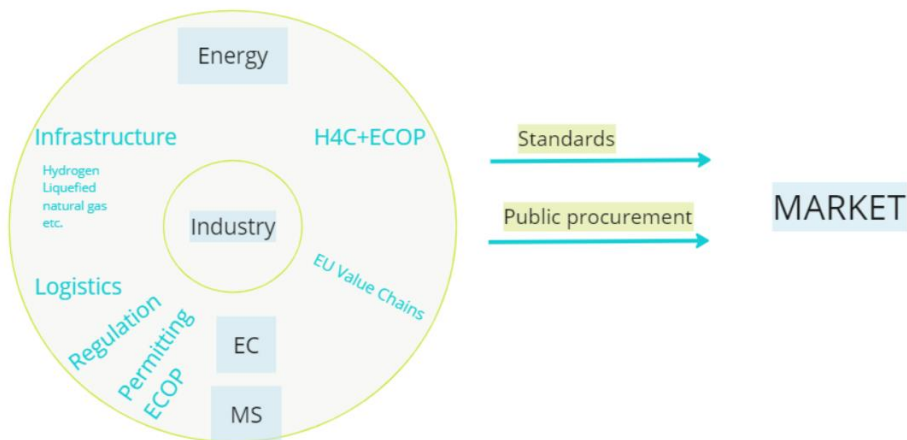 Energy
Infrastructure
H4C+ECOP
Hydrogen
Liquefied
natural gas
etc.
Industry
EU Value Chains
Logistics
Regulation
Permitting
ECOP
EC
MS
Standards
Public procurement
MARKET